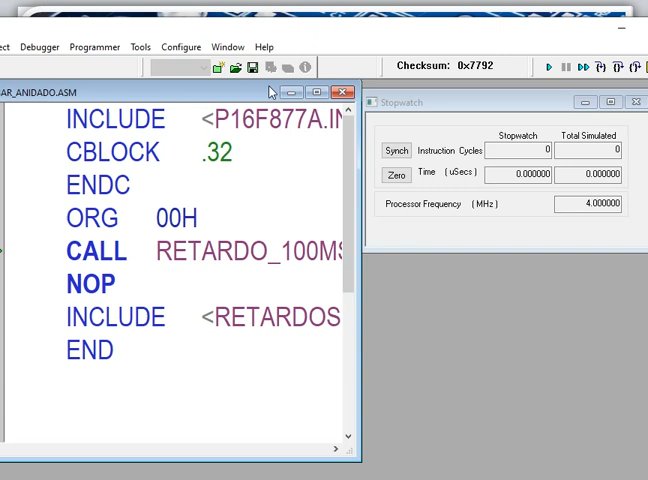 ect Debugger Programmer Tools Configure Window Help
Checksum: 0x7792
AR_ANIDADO.ASM
INCLUDE <P16F877A.IN
CBLOCK .32
ENDC
ORG 00H
CALL RETARDO_100MS
NOP
INCLUDE <RETARDOS
END
Stopwatch
Stopwatch Total Simulated
Synch Instruction Cycles 0 0
Zero Time ( uSecs ) 0.000000 0.000000
Processor Frequency ( MHz ) 4.000000